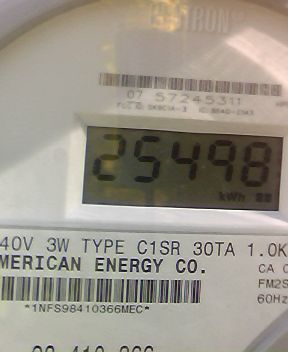 07 57245311
25498
kWh
40V 3W TYPE C1SR 30TA 1.0K
MERICAN ENERGY CO.
CA
FM2S
60Hz
*1NFS98410366MEC*